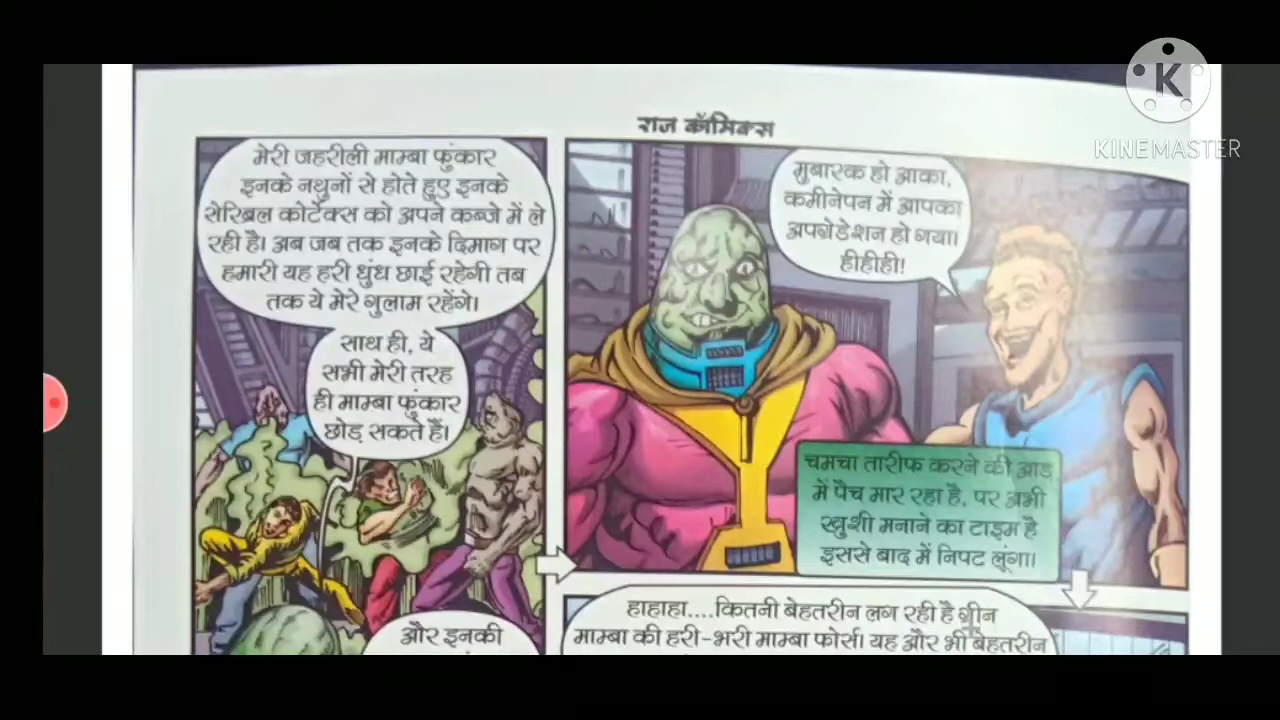 राज कॉमिक्स
मेरी जहरीली माम्बा फुंकार
इनके नथुनों से होते हुए इनके
सेरिब्रल कोर्टेक्स को अपने कब्जे में ले
रही है। अब जब तक इनके दिमाग पर
हमारी यह हरी धुंध छाई रहेगी तब
तक ये मेरे गुलाम रहेंगे।
साथ ही, ये
सभी मेरी तरह
ही माम्बा फुंकार
छोड़ सकते हैं।
और इनकी
मुबारक हो आका,
कमीनेपन में आपका
अपग्रेडेशन हो गया।
हीहीही!
चमचा तारीफ करने की आड़
में पैंच मार रहा है, पर अभी
खुशी मनाने का टाइम है
इससे बाद में निपट लूंगा।
हाहाहा....कितनी बेहतरीन लग रही है ग्रीन
माम्बा की हरी-भरी माम्बा फोर्स। यह और भी बेहतरीन
K
KINEMASTER